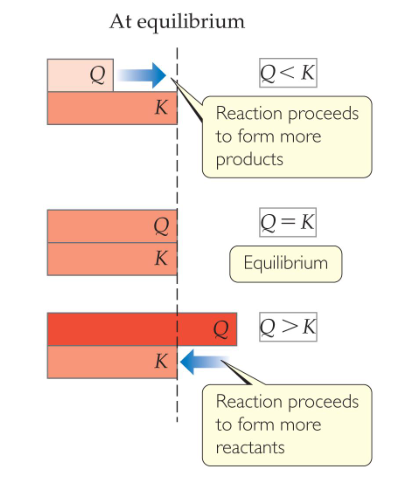 At equilibrium
Q
Q < K
K
Reaction proceeds
to form more
products
Q
Q = K
K
Equilibrium
Q
Q > K
K
Reaction proceeds
to form more
reactants